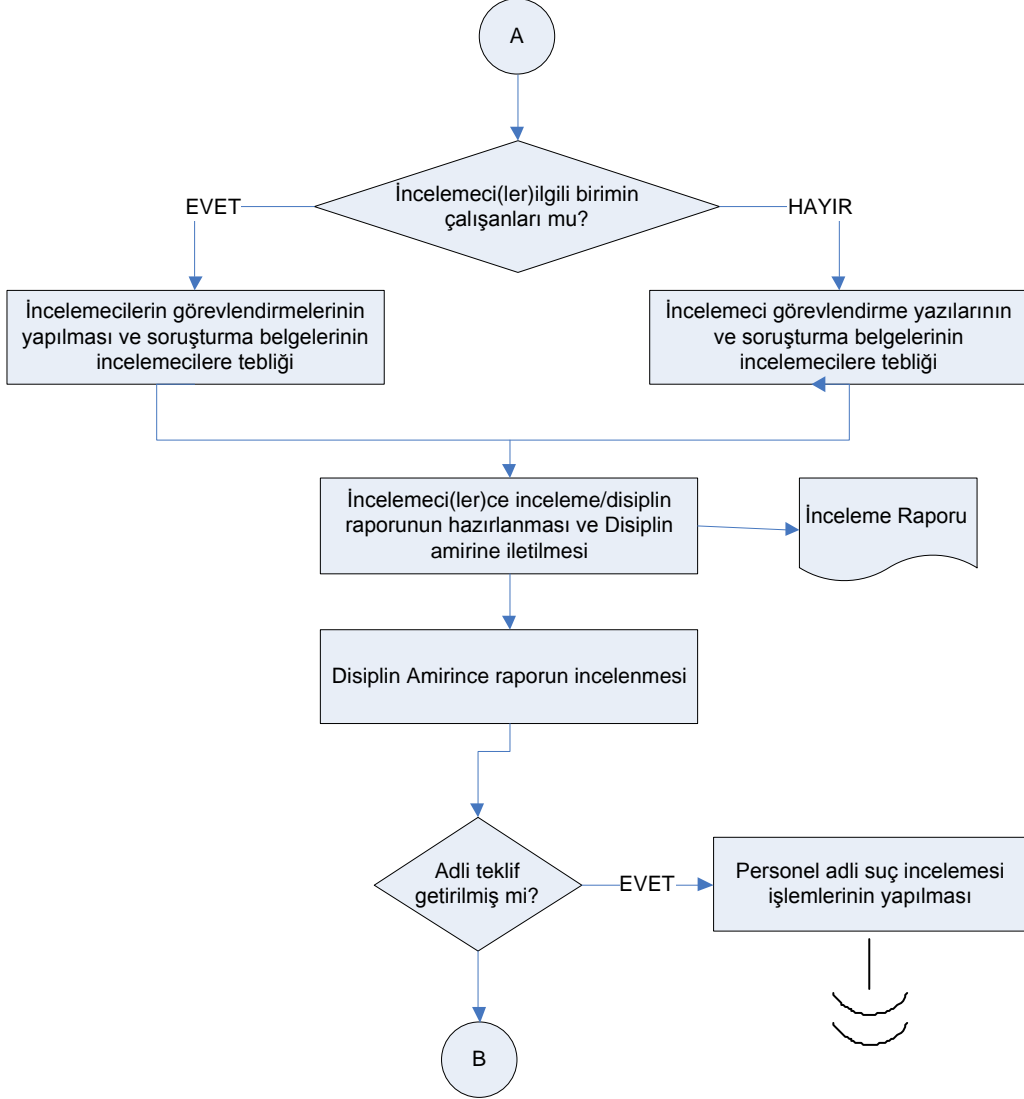 A
İncelemeci(ler)ilgili birimin
çalışanları mu?
EVET
HAYIR
İncelemecilerin görevlendirmelerinin
yapılması ve soruşturma belgelerinin
incelemecilere tebliği
İncelemeci görevlendirme yazılarının
ve soruşturma belgelerinin
incelemecilere tebliği
İncelemeci(ler)ce inceleme/disiplin
raporunun hazırlanması ve Disiplin
amirine iletilmesi
İnceleme Raporu
Disiplin Amirince raporun incelenmesi
Adli teklif
getirilmiş mi?
EVET
Personel adli suç incelemesi
işlemlerinin yapılması
B